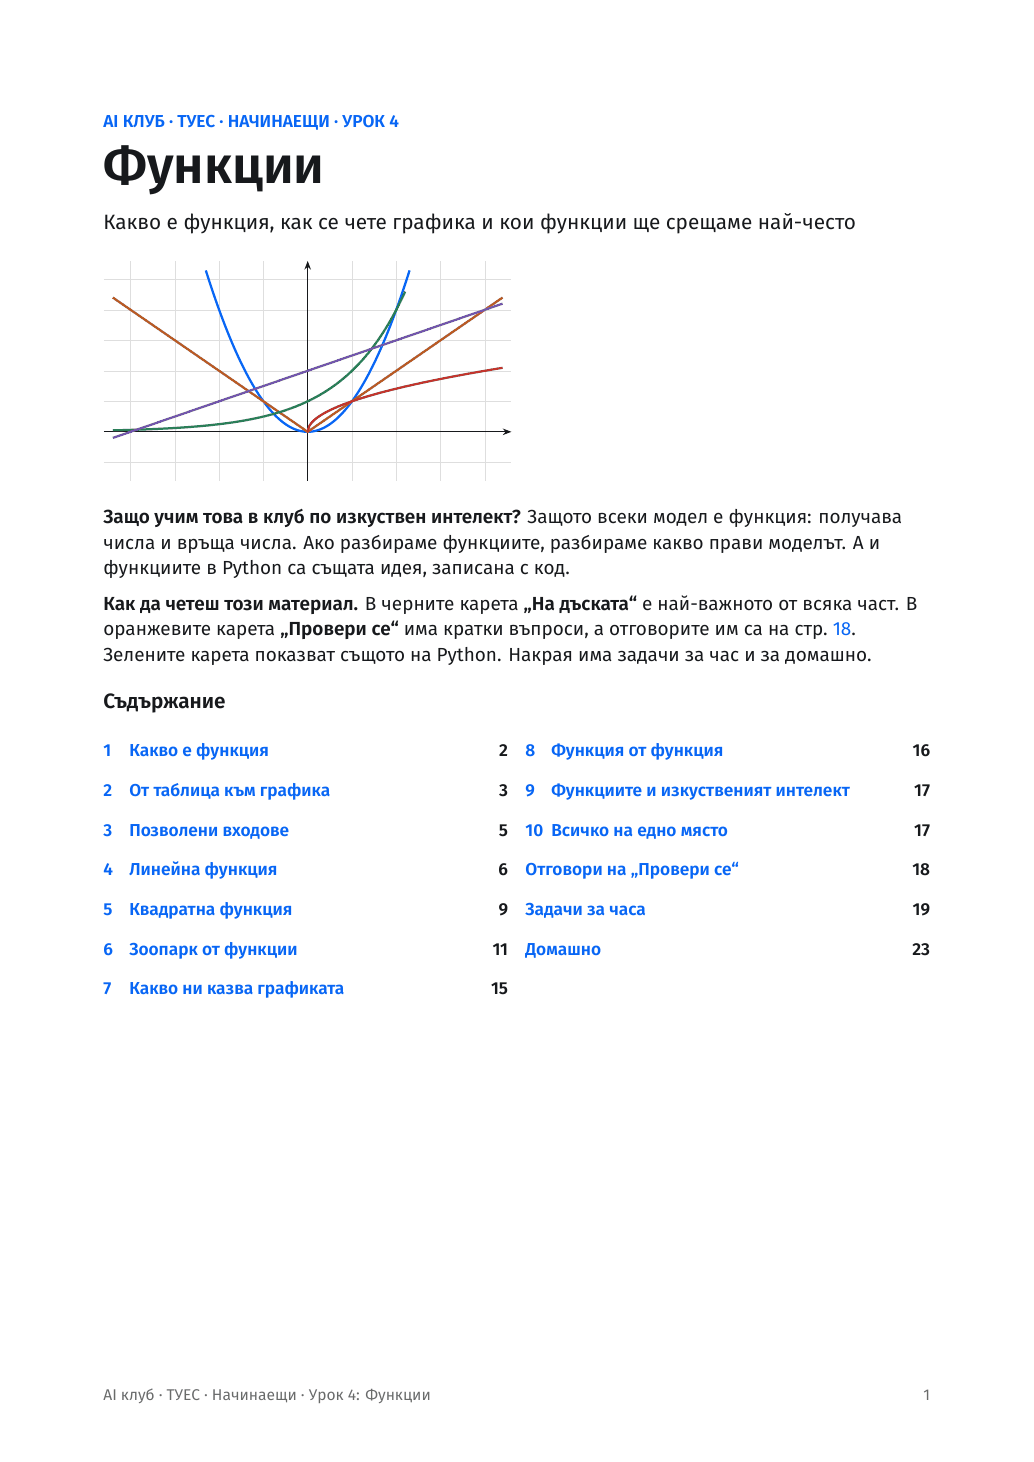 AI КЛУБ · ТУЕС · НАЧИНАЕЩИ · УРОК 4
Функции
Какво е функция, как се чете графика и кои функции ще срещаме най-често
Защо учим това в клуб по изкуствен интелект? Защото всеки модел е функция: получава
числа и връща числа. Ако разбираме функциите, разбираме какво прави моделът. А и
функциите в Python са същата идея, записана с код.
Как да четеш този материал. В черните карета „На дъската“ е най-важното от всяка част. В
оранжевите карета „Провери се“ има кратки въпроси, а отговорите им са на стр. 18.
Зелените карета показват същото на Python. Накрая има задачи за час и за домашно.
Съдържание
1 Какво е функция 2
2 От таблица към графика 3
3 Позволени входове 5
4 Линейна функция 6
5 Квадратна функция 9
6 Зоопарк от функции 11
7 Какво ни казва графиката 15
8 Функция от функция 16
9 Функциите и изкуственият интелект 17
10 Всичко на едно място 17
Отговори на „Провери се“ 18
Задачи за часа 19
Домашно 23
AI клуб · ТУЕС · Начинаещи · Урок 4: Функции 1